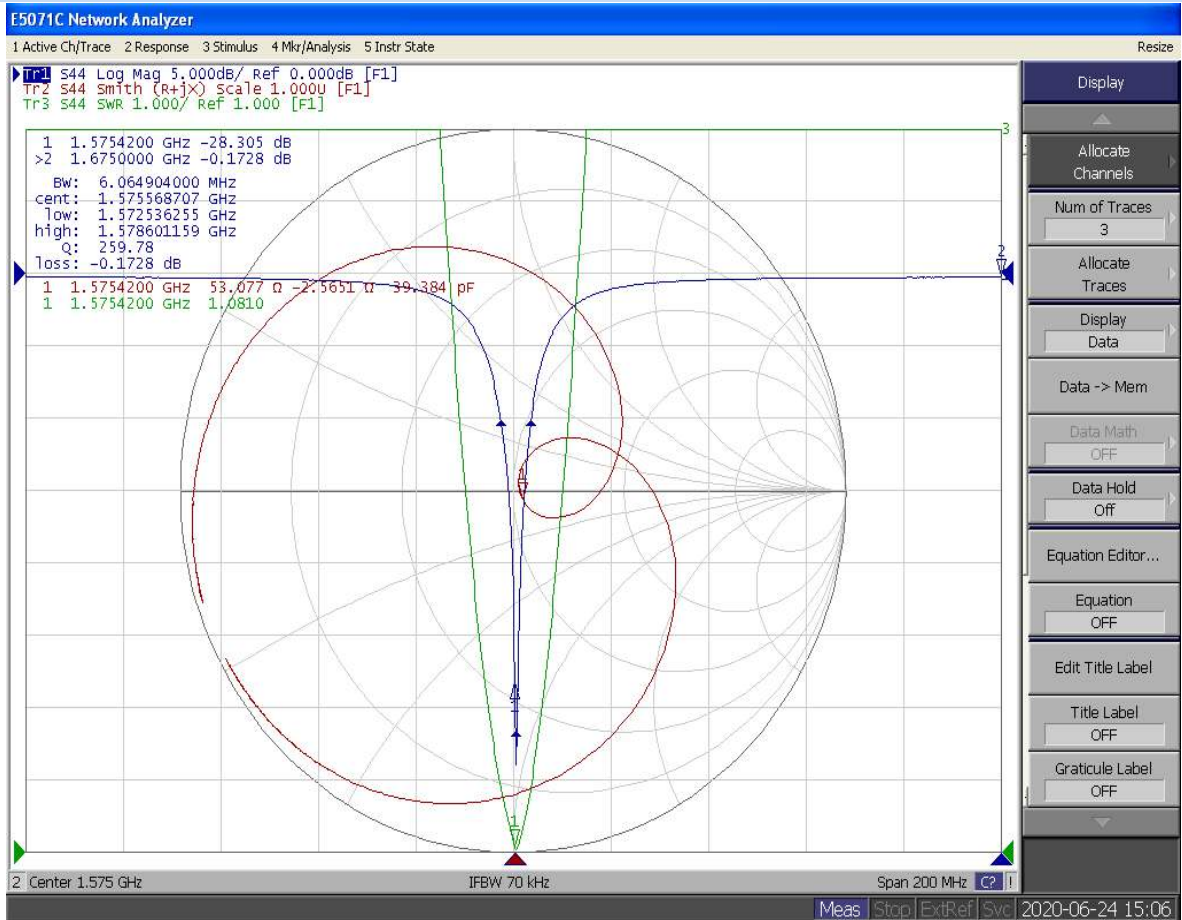 E5071C Network Analyzer
1 Active Ch/Trace 2 Response 3 Stimulus 4 Mkr/Analysis 5 Instr State Resize
Tr1 S44 Log Mag 5.000dB/ Ref 0.000dB [F1]
Tr2 S44 Smith (R+jX) Scale 1.000U [F1]
Tr3 S44 SWR 1.000/ Ref 1.000 [F1]
1 1.5754200 GHz -28.305 dB
>2 1.6750000 GHz -0.1728 dB
BW: 6.064904000 MHz
cent: 1.575568707 GHz
low: 1.572536255 GHz
high: 1.578601159 GHz
Q: 259.78
loss: -0.1728 dB
1 1.5754200 GHz 53.077 Ω -2.5651 Ω 39.384 pF
1 1.5754200 GHz 1.0810
3
2
1
1
Display
Allocate
Channels
Num of Traces
3
Allocate
Traces
Display
Data
Data -> Mem
Data Math
OFF
Data Hold
Off
Equation Editor...
Equation
OFF
Edit Title Label
Title Label
OFF
Graticule Label
OFF
2 Center 1.575 GHz IFBW 70 kHz Span 200 MHz C? !
Meas Stop ExtRef Svc 2020-06-24 15:06